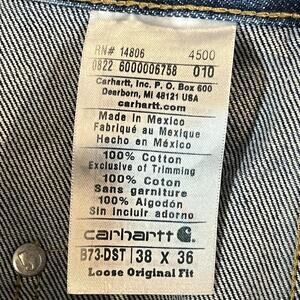 RN# 14806 4500
0822 6000006758 010
Carhartt, Inc. P.O. Box 600
Dearborn, MI 48121 USA
carhartt.com
Made in Mexico
Fabriqué au Mexique
Hecho en México
100% Cotton
Exclusive of Trimming
100% Coton
Sans garniture
100% Algodón
Sin incluir adorno
carhartt
B73-DST 38 x 36
Loose Original Fit